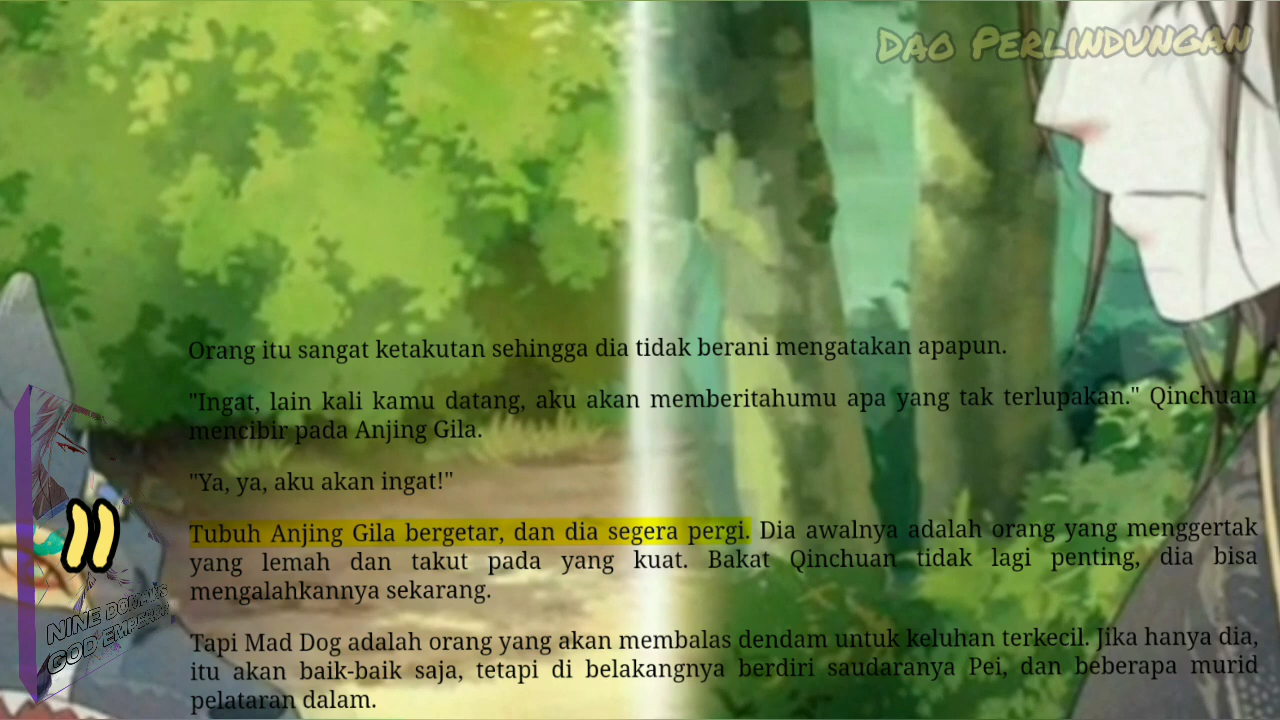 Dao Perlindungan
Orang itu sangat ketakutan sehingga dia tidak berani mengatakan apapun.
"Ingat, lain kali kamu datang, aku akan memberitahumu apa yang tak terlupakan." Qinchuan
mencibir pada Anjing Gila.
"Ya, ya, aku akan ingat!"
Tubuh Anjing Gila bergetar, dan dia segera pergi. Dia awalnya adalah orang yang menggertak
yang lemah dan takut pada yang kuat. Bakat Qinchuan tidak lagi penting, dia bisa
mengalahkannya sekarang.
Tapi Mad Dog adalah orang yang akan membalas dendam untuk keluhan terkecil. Jika hanya dia,
itu akan baik-baik saja, tetapi di belakangnya berdiri saudaranya Pei, dan beberapa murid
pelataran dalam.
11
NINE DOMAINS
GOD EMPEROR